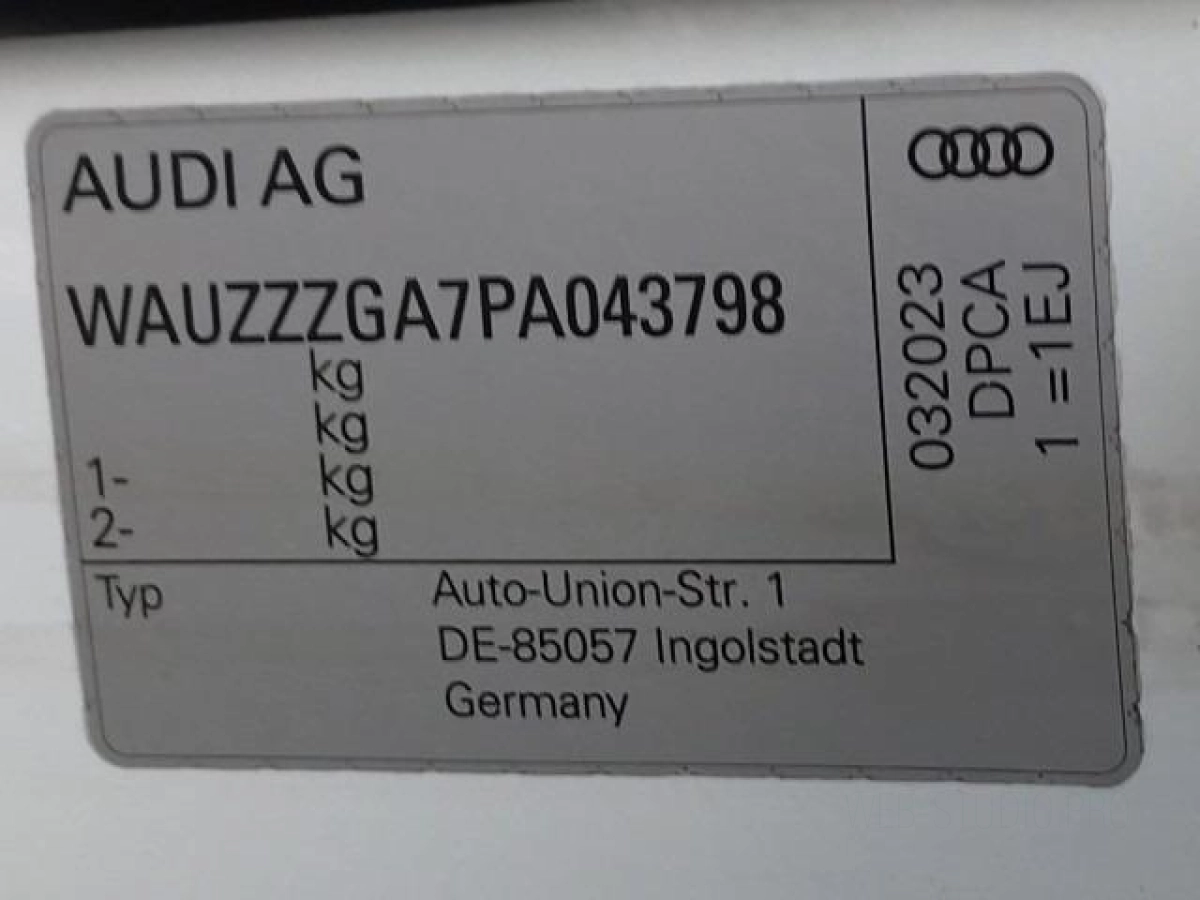 AUDI AG
WAUZZZGA7PA043798
kg
kg
1- kg
2- kg
Typ
Auto-Union-Str. 1
DE-85057 Ingolstadt
Germany
032023
DPCA
1 =1EJ